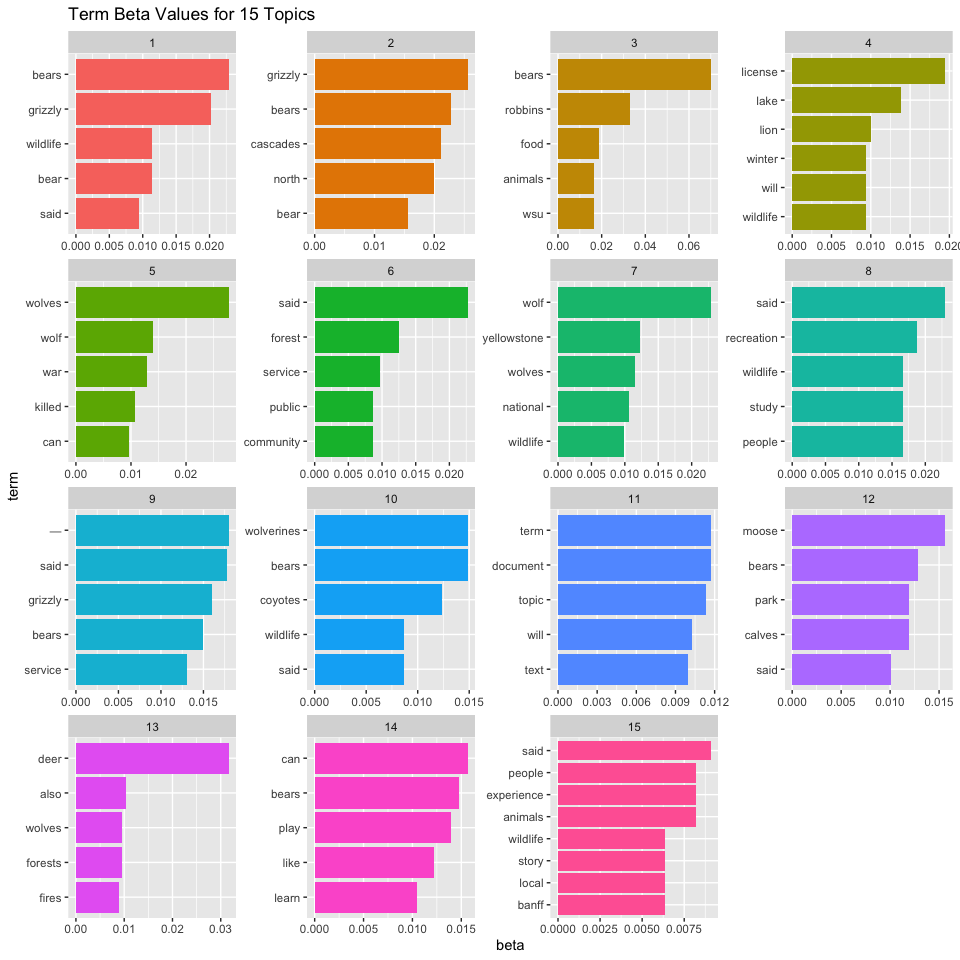 Term Beta Values for 15 Topics
1
bears
grizzly
wildlife
bear
said
0.000 0.005 0.010 0.015 0.020
2
grizzly
bears
cascades
north
bear
0.00 0.01 0.02
3
bears
robbins
food
animals
wsu
0.00 0.02 0.04 0.06
4
license
lake
lion
winter
will
wildlife
0.000 0.005 0.010 0.015 0.020
5
wolves
wolf
war
killed
can
0.00 0.01 0.02
6
said
forest
service
public
community
0.000 0.005 0.010 0.015 0.020
7
wolf
yellowstone
wolves
national
wildlife
0.000 0.005 0.010 0.015 0.020
8
said
recreation
wildlife
study
people
0.000 0.005 0.010 0.015 0.020
9
—
said
grizzly
bears
service
0.000 0.005 0.010 0.015
10
wolverines
bears
coyotes
wildlife
said
0.000 0.005 0.010 0.015
11
term
document
topic
will
text
0.000 0.003 0.006 0.009 0.012
12
moose
bears
park
calves
said
0.000 0.005 0.010 0.015
13
deer
also
wolves
forests
fires
0.00 0.01 0.02 0.03
14
can
bears
play
like
learn
0.000 0.005 0.010 0.015
15
said
people
experience
animals
wildlife
story
local
banff
0.0000 0.0025 0.0050 0.0075
term
beta